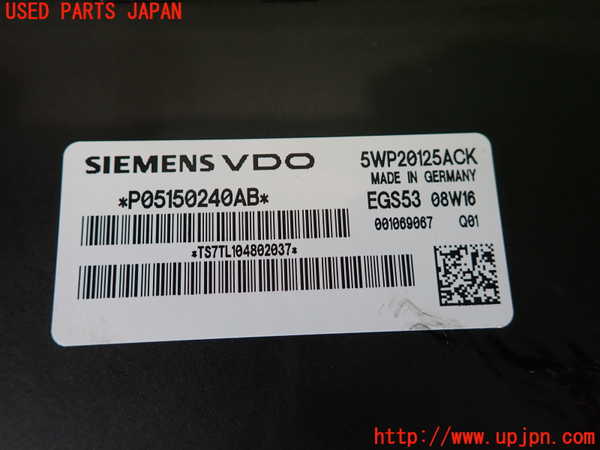 USED PARTS JAPAN
SIEMENS VDO 5WP20125ACK
MADE IN GERMANY
*P05150240AB* EGS53 08W16
001069067 Q01
*TS7TL104802037*
http://www.upjpn.com/